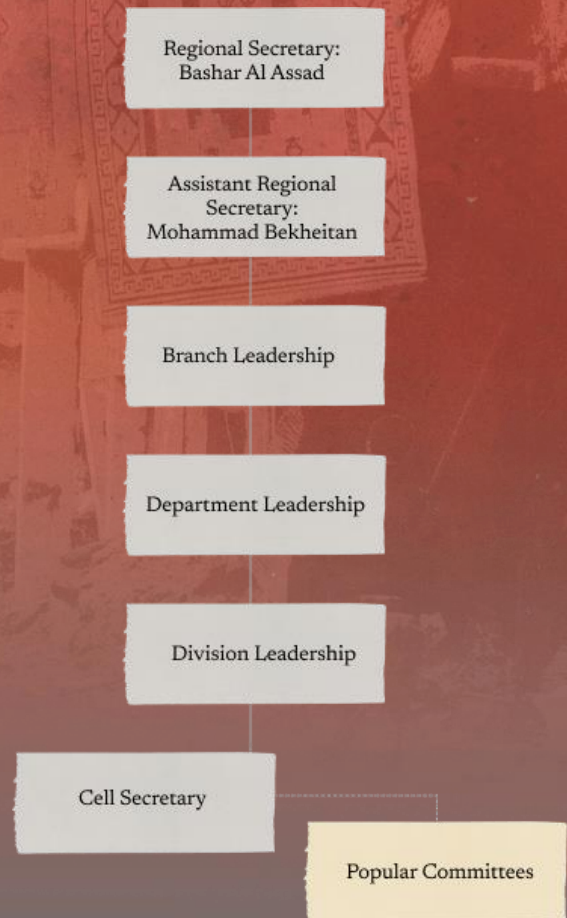 Regional Secretary:
Bashar Al Assad
Assistant Regional
Secretary:
Mohammad Bekheitan
Branch Leadership
Department Leadership
Division Leadership
Cell Secretary
Popular Committees